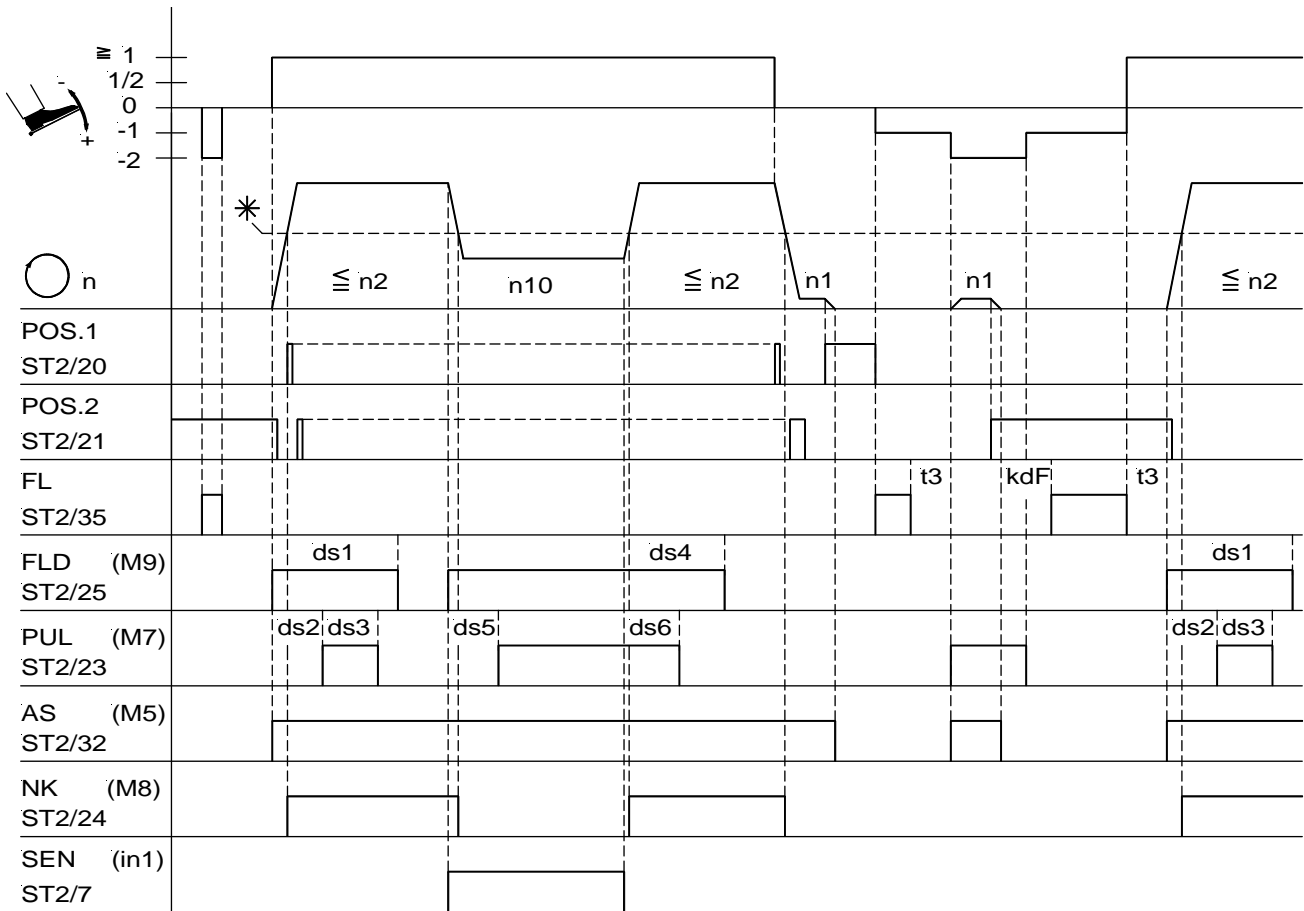 ≧ 1
1/2
0
-1
-2
-
+
n
≦ n2
n10
≦ n2
n1
n1
≦ n2
POS.1
ST2/20
POS.2
ST2/21
FL
ST2/35
t3
kdF
t3
FLD (M9)
ST2/25
ds1
ds4
ds1
PUL (M7)
ST2/23
ds2 ds3
ds5
ds6
ds2 ds3
AS (M5)
ST2/32
NK (M8)
ST2/24
SEN (in1)
ST2/7